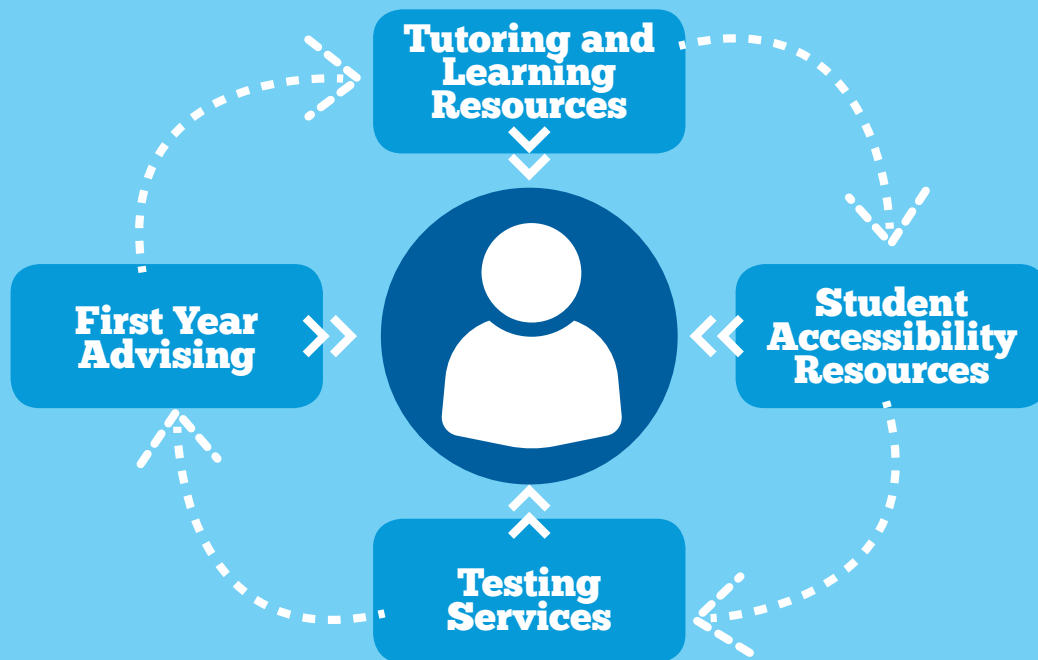 Tutoring and
Learning
Resources
First Year
Advising
Student
Accessibility
Resources
Testing
Services